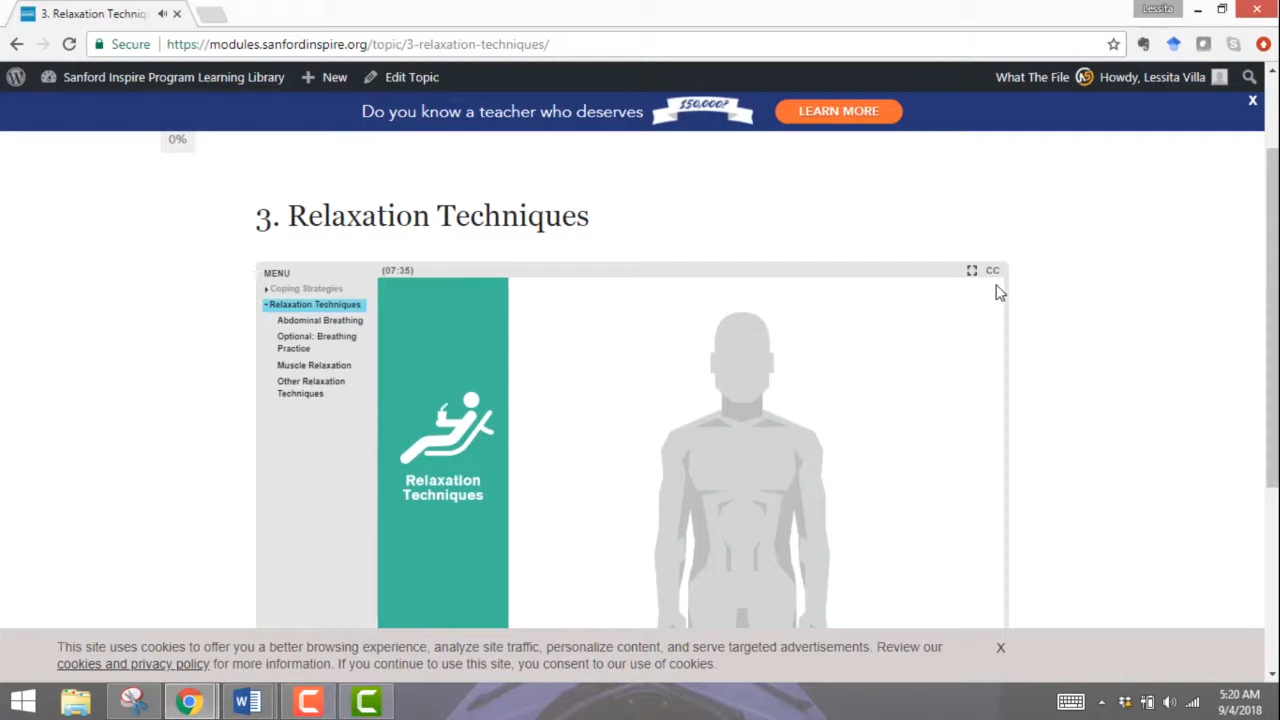 3. Relaxation Techniq
Lessita
Secure https://modules.sanfordinspire.org/topic/3-relaxation-techniques/
Sanford Inspire Program Learning Library + New Edit Topic What The File Howdy, Lessita Villa
Do you know a teacher who deserves $50,000? LEARN MORE
X
0%
3. Relaxation Techniques
MENU
(07:35)
CC
Coping Strategies
Relaxation Techniques
Abdominal Breathing
Optional: Breathing
Practice
Muscle Relaxation
Other Relaxation
Techniques
Relaxation
Techniques
This site uses cookies to offer you a better browsing experience, analyze site traffic, personalize content, and serve targeted advertisements. Review our
cookies and privacy policy for more information. If you continue to use this site, you consent to our use of cookies.
X
5:20 AM
9/4/2018